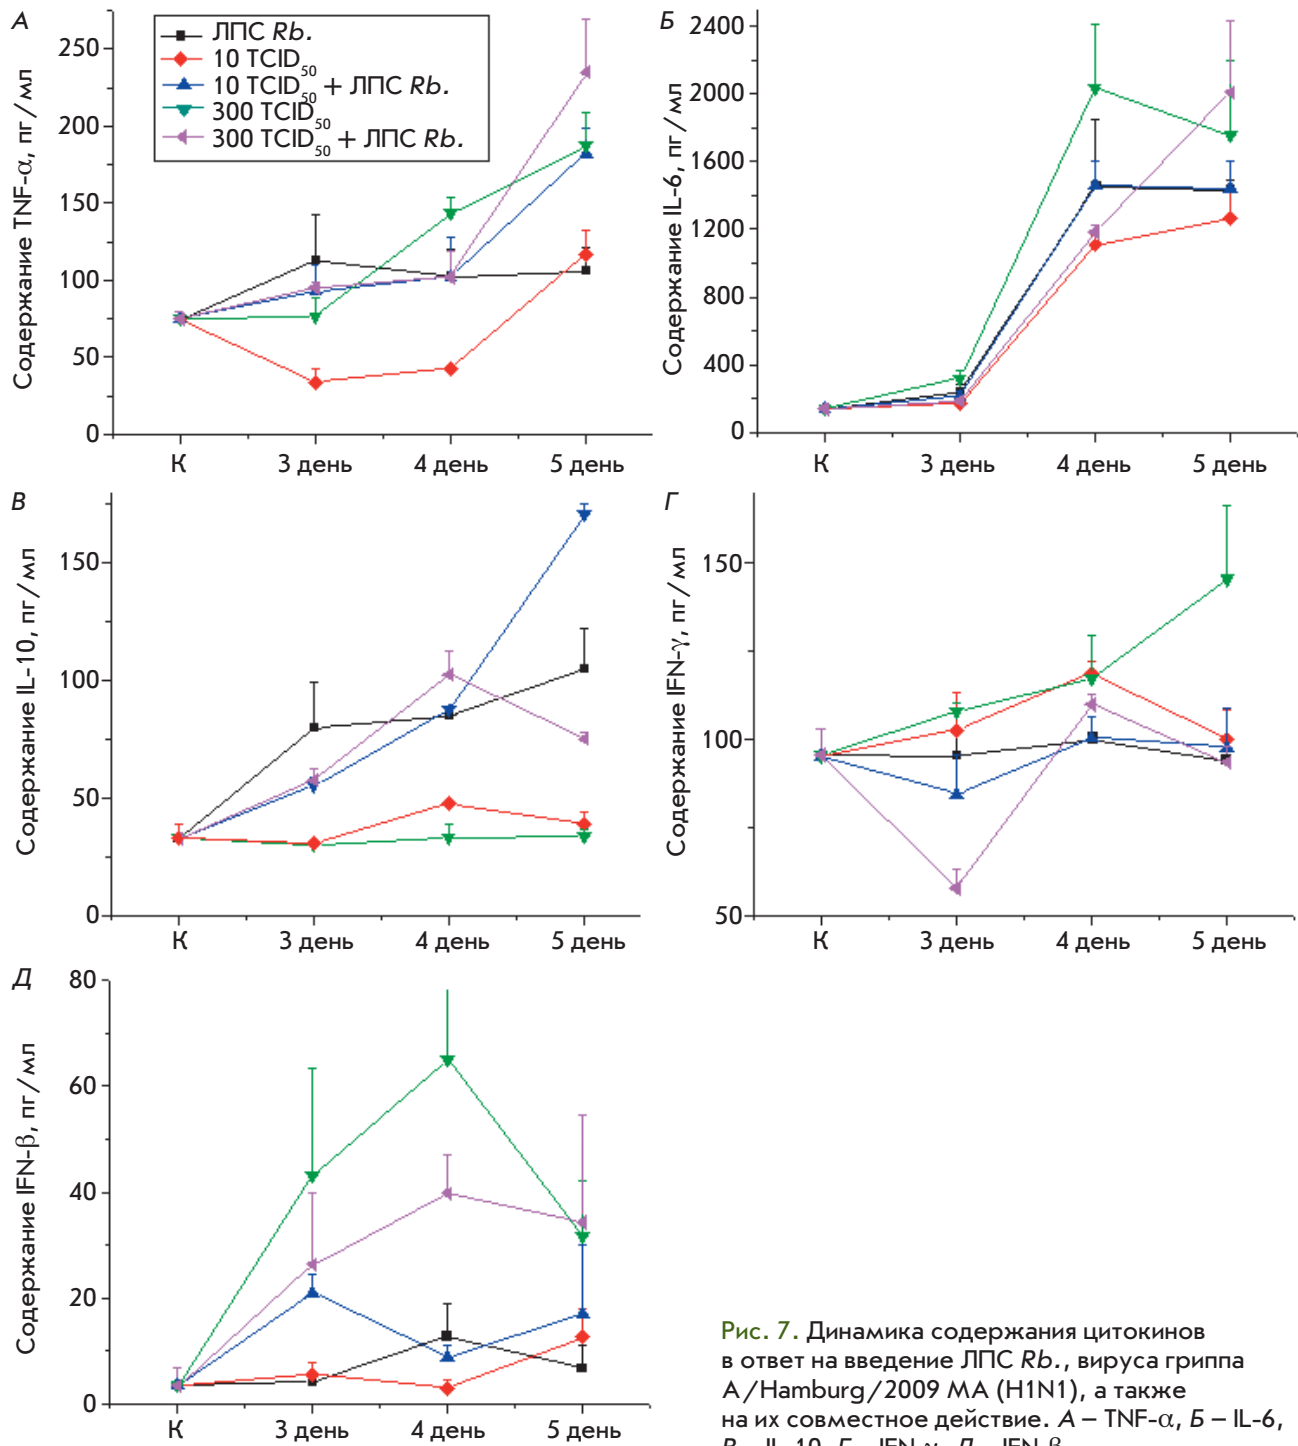 А
Содержание TNF-α, пг/мл
250
200
150
100
50
0
К
3 день
4 день
5 день
ЛПС Rb.
10 TCID50
10 TCID50 + ЛПС Rb.
300 TCID50
300 TCID50 + ЛПС Rb.
Б
Содержание IL-6, пг/мл
2400
2000
1600
1200
800
400
0
К
3 день
4 день
5 день
В
Содержание IL-10, пг/мл
150
100
50
0
К
3 день
4 день
5 день
Г
Содержание IFN-γ, пг/мл
150
100
50
К
3 день
4 день
5 день
Д
Содержание IFN-β, пг/мл
80
60
40
20
0
К
3 день
4 день
5 день
Рис. 7. Динамика содержания цитокинов
в ответ на введение ЛПС Rb., вируса гриппа
A/Hamburg/2009 MA (H1N1), а также
на их совместное действие. А – TNF-α, Б – IL-6,
В – IL-10, Г – IFN-γ, Д – IFN-β